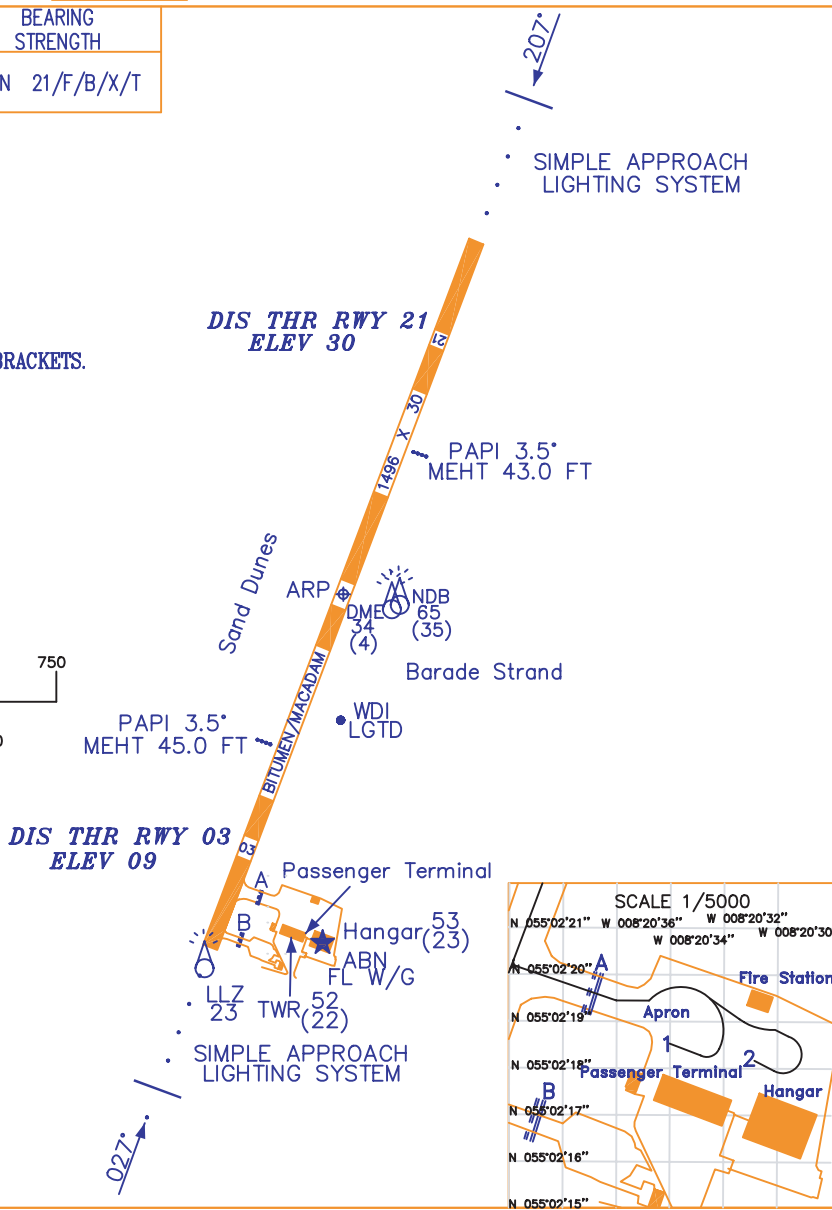 BEARING
STRENGTH
N 21/F/B/X/T
207°
SIMPLE APPROACH
LIGHTING SYSTEM
DIS THR RWY 21
ELEV 30
BRACKETS.
21
1496 X 30
PAPI 3.5°
MEHT 43.0 FT
Sand Dunes
ARP
DME
34
(4)
NDB
65
(35)
Barade Strand
750
BITUMEN/MACADAM
WDI
LGTD
PAPI 3.5°
MEHT 45.0 FT
DIS THR RWY 03
ELEV 09
03
A
Passenger Terminal
B
Hangar 53
(23)
ABN
FL W/G
LLZ
23
TWR 52
(22)
SIMPLE APPROACH
LIGHTING SYSTEM
027°
SCALE 1/5000
N 055°02'21" W 008°20'36" W 008°20'32"
W 008°20'34" W 008°20'30
N 055°02'20" A
Fire Station
N 055°02'19" Apron
1
N 055°02'18" 2
Passenger Terminal
B Hangar
N 055°02'17"
N 055°02'16"
N 055°02'15"